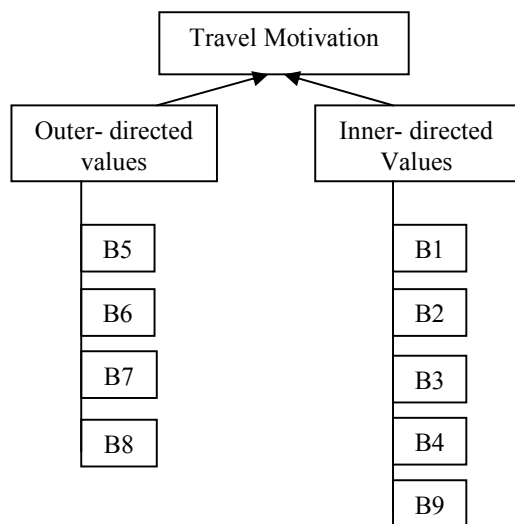 Travel Motivation
Outer- directed
values
Inner- directed
Values
B5
B6
B7
B8
B1
B2
B3
B4
B9